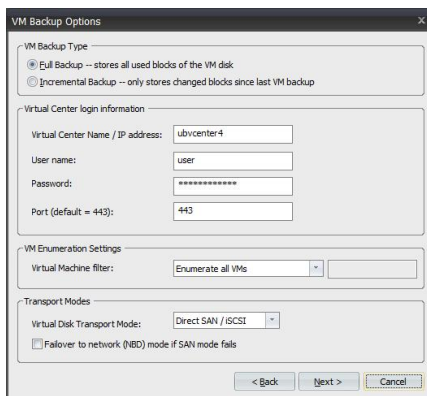 VM Backup Options
x
VM Backup Type
Full Backup -- stores all used blocks of the VM disk
Incremental Backup -- only stores changed blocks since last VM backup
Virtual Center login information
Virtual Center Name / IP address: ubvcenter4
User name: user
Password: ************
Port (default = 443): 443
VM Enumeration Settings
Virtual Machine filter: Enumerate all VMs
Transport Modes
Virtual Disk Transport Mode: Direct SAN / iSCSI
Failover to network (NBD) mode if SAN mode fails
< Back Next > Cancel